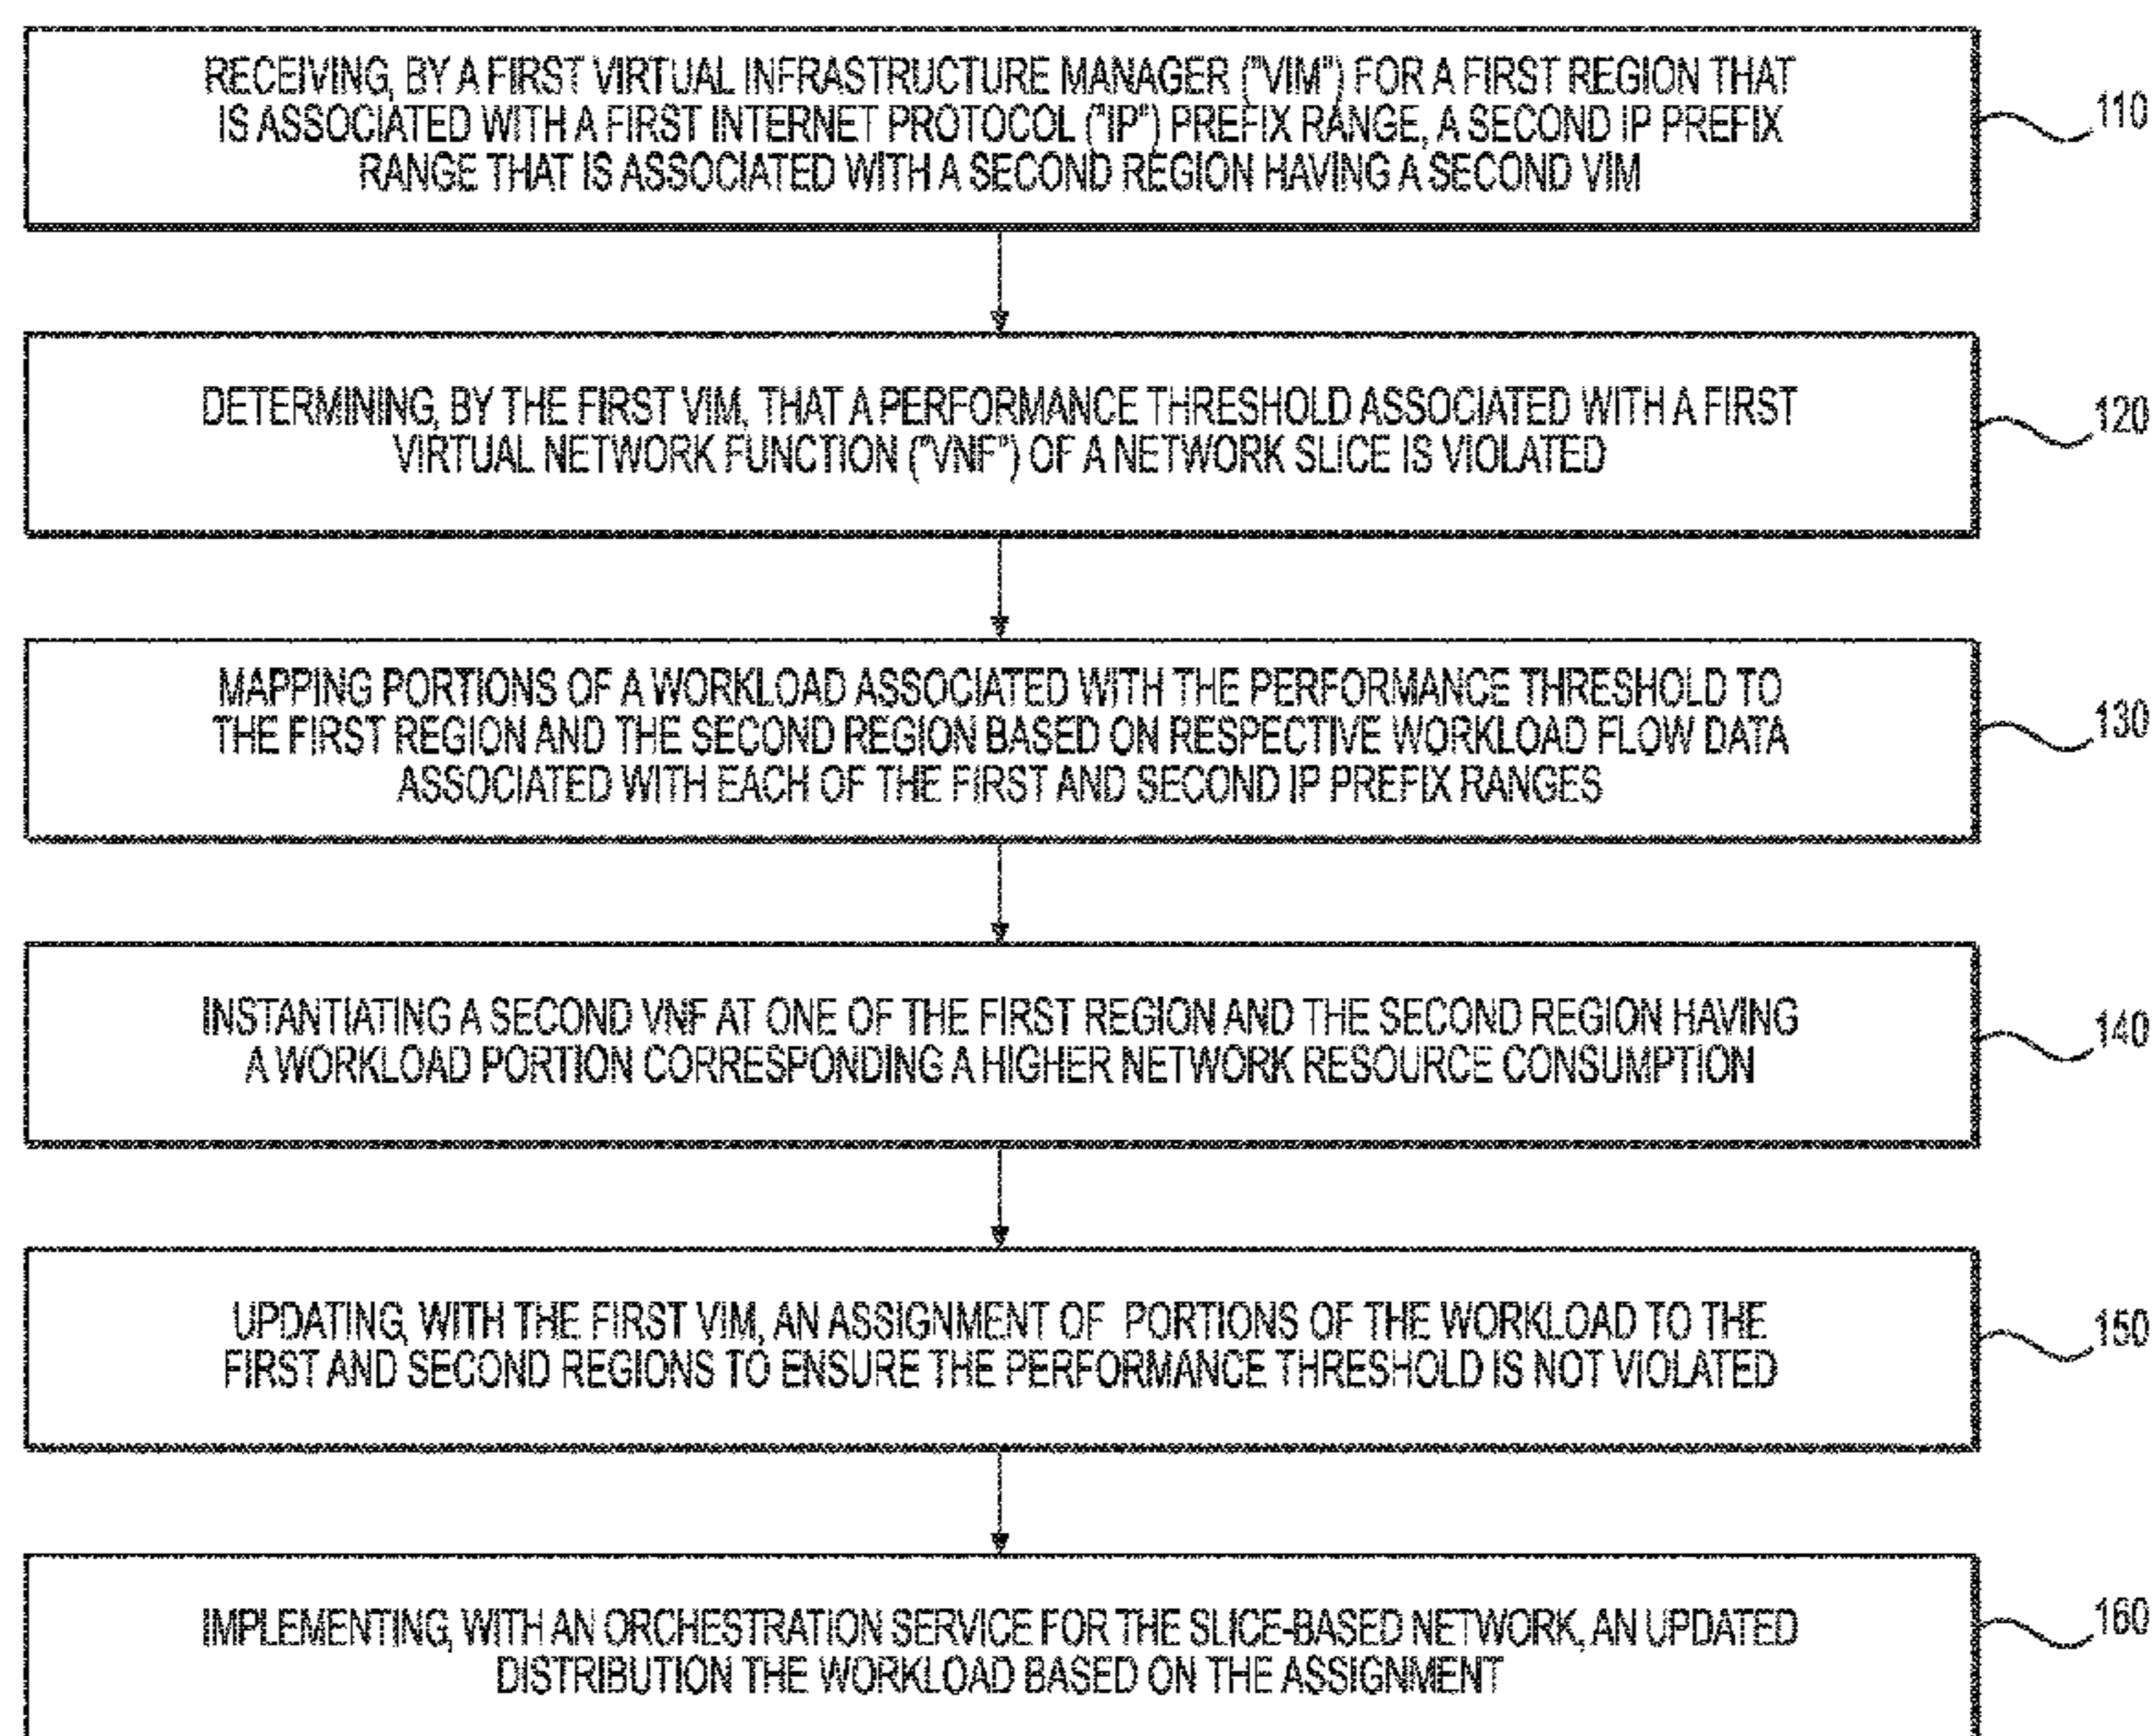 RECEIVING, BY A FIRST VIRTUAL INFRASTRUCTURE MANAGER ("VIM") FOR A FIRST REGION THAT
IS ASSOCIATED WITH A FIRST INTERNET PROTOCOL ("IP") PREFIX RANGE, A SECOND IP PREFIX
RANGE THAT IS ASSOCIATED WITH A SECOND REGION HAVING A SECOND VIM
110
DETERMINING, BY THE FIRST VIM, THAT A PERFORMANCE THRESHOLD ASSOCIATED WITH A FIRST
VIRTUAL NETWORK FUNCTION ("VNF") OF A NETWORK SLICE IS VIOLATED
120
MAPPING PORTIONS OF A WORKLOAD ASSOCIATED WITH THE PERFORMANCE THRESHOLD TO
THE FIRST REGION AND THE SECOND REGION BASED ON RESPECTIVE WORKLOAD FLOW DATA
ASSOCIATED WITH EACH OF THE FIRST AND SECOND IP PREFIX RANGES
130
INSTANTIATING A SECOND VNF AT ONE OF THE FIRST REGION AND THE SECOND REGION HAVING
A WORKLOAD PORTION CORRESPONDING A HIGHER NETWORK RESOURCE CONSUMPTION
140
UPDATING, WITH THE FIRST VIM, AN ASSIGNMENT OF PORTIONS OF THE WORKLOAD TO THE
FIRST AND SECOND REGIONS TO ENSURE THE PERFORMANCE THRESHOLD IS NOT VIOLATED
150
IMPLEMENTING, WITH AN ORCHESTRATION SERVICE FOR THE SLICE-BASED NETWORK, AN UPDATED
DISTRIBUTION THE WORKLOAD BASED ON THE ASSIGNMENT
160